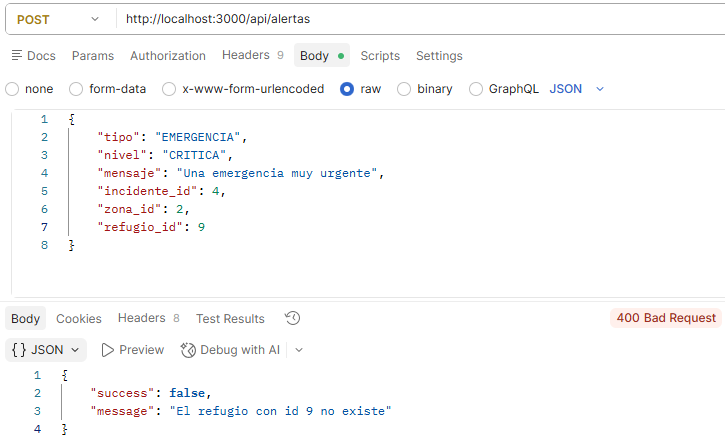 POST http://localhost:3000/api/alertas
Docs Params Authorization Headers 9 Body Scripts Settings
none form-data x-www-form-urlencoded raw binary GraphQL JSON
1 {
2 "tipo": "EMERGENCIA",
3 "nivel": "CRITICA",
4 "mensaje": "Una emergencia muy urgente",
5 "incidente_id": 4,
6 "zona_id": 2,
7 "refugio_id": 9
8 }
Body Cookies Headers 8 Test Results 400 Bad Request
{} JSON Preview Debug with AI
1 {
2 "success": false,
3 "message": "El refugio con id 9 no existe"
4 }